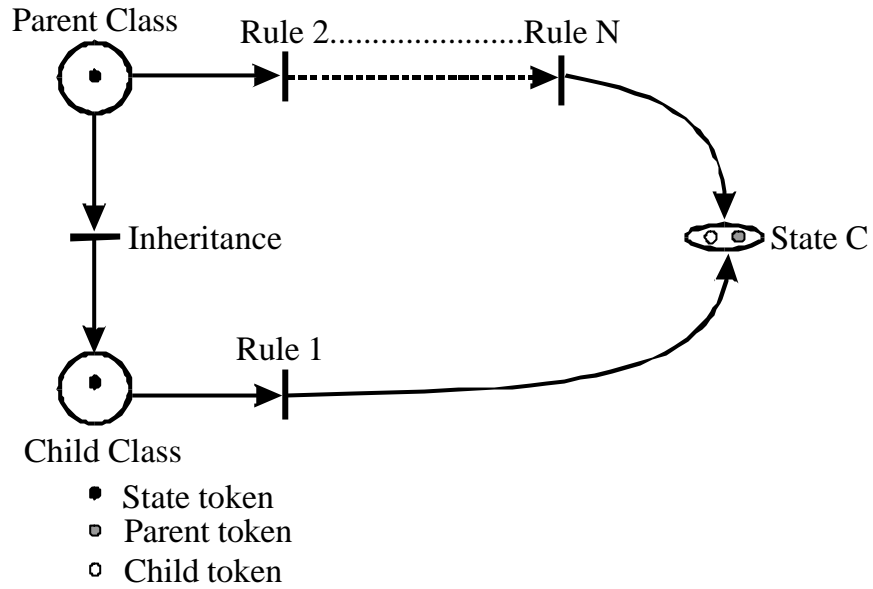 Parent Class
Rule 2.......................Rule N
Inheritance
State C
Rule 1
Child Class
State token
Parent token
Child token